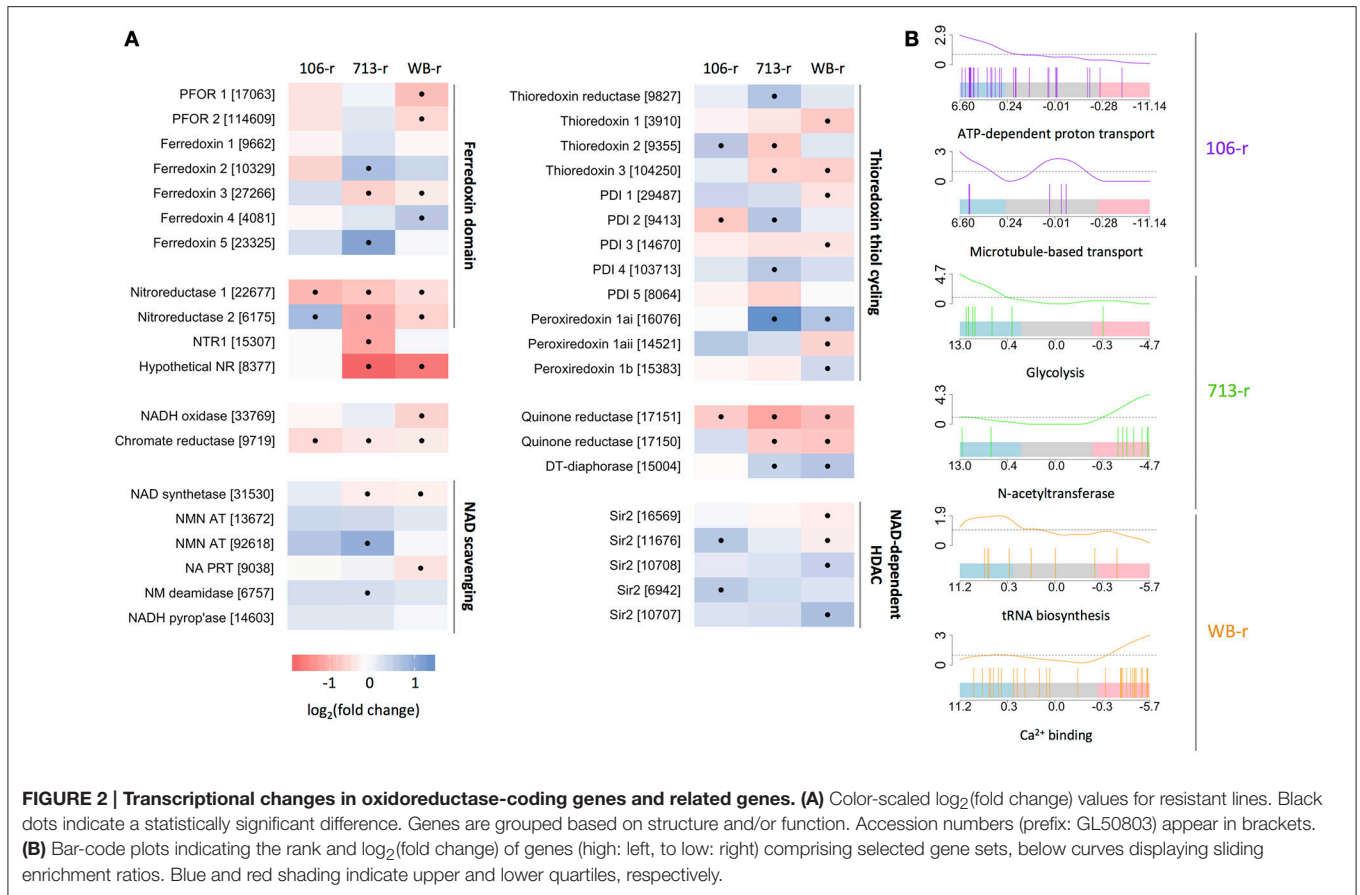 A
106-r 713-r WB-r
PFOR 1 [17063]
PFOR 2 [114609]
Ferredoxin 1 [9662]
Ferredoxin 2 [10329]
Ferredoxin 3 [27266]
Ferredoxin 4 [4081]
Ferredoxin 5 [23325]
Nitroreductase 1 [22677]
Nitroreductase 2 [6175]
NTR1 [15307]
Hypothetical NR [8377]
Ferredoxin domain
NADH oxidase [33769]
Chromate reductase [9719]
NAD synthetase [31530]
NMN AT [13672]
NMN AT [92618]
NA PRT [9038]
NM deamidase [6757]
NADH pyrop'ase [14603]
NAD scavenging
-1 0 1
log₂(fold change)
106-r 713-r WB-r
Thioredoxin reductase [9827]
Thioredoxin 1 [3910]
Thioredoxin 2 [9355]
Thioredoxin 3 [104250]
PDI 1 [29487]
PDI 2 [9413]
PDI 3 [14670]
PDI 4 [103713]
PDI 5 [8064]
Peroxiredoxin 1ai [16076]
Peroxiredoxin 1aii [14521]
Peroxiredoxin 1b [15383]
Thioredoxin thiol cycling
Quinone reductase [17151]
Quinone reductase [17150]
DT-diaphorase [15004]
Sir2 [16569]
Sir2 [11676]
Sir2 [10708]
Sir2 [6942]
Sir2 [10707]
NAD-dependent
HDAC
B
2.9
0
6.60 0.24 -0.01 -0.28 -11.14
ATP-dependent proton transport
3
0
6.60 0.24 -0.01 -0.28 -11.14
Microtubule-based transport
106-r
4.7
0
13.0 0.4 0.0 -0.3 -4.7
Glycolysis
4.3
0
13.0 0.4 0.0 -0.3 -4.7
N-acetyltransferase
713-r
1.9
0
11.2 0.3 0.0 -0.3 -5.7
tRNA biosynthesis
3
0
11.2 0.3 0.0 -0.3 -5.7
Ca²⁺ binding
WB-r
FIGURE 2 | Transcriptional changes in oxidoreductase-coding genes and related genes. (A) Color-scaled log₂(fold change) values for resistant lines. Black
dots indicate a statistically significant difference. Genes are grouped based on structure and/or function. Accession numbers (prefix: GL50803) appear in brackets.
(B) Bar-code plots indicating the rank and log₂(fold change) of genes (high: left, to low: right) comprising selected gene sets, below curves displaying sliding
enrichment ratios. Blue and red shading indicate upper and lower quartiles, respectively.